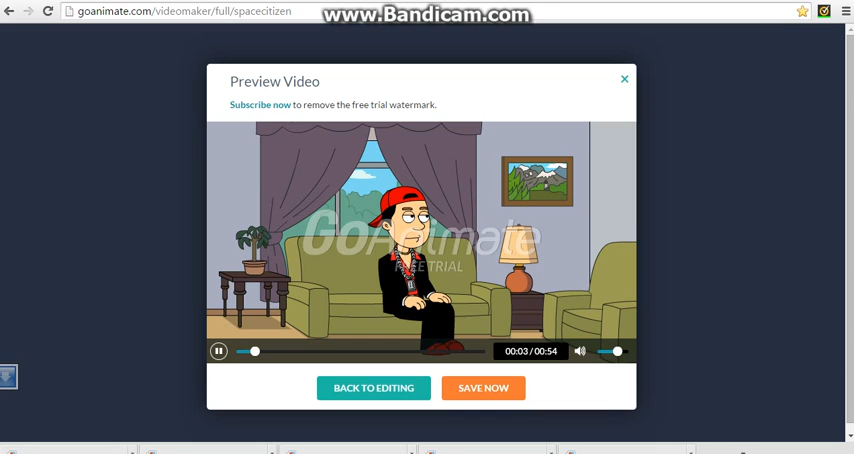 goanimate.com/videomaker/full/spacecitizen
www.Bandicam.com
Preview Video
Subscribe now to remove the free trial watermark.
GoAnimate
FREE TRIAL
00:03 / 00:54
BACK TO EDITING
SAVE NOW